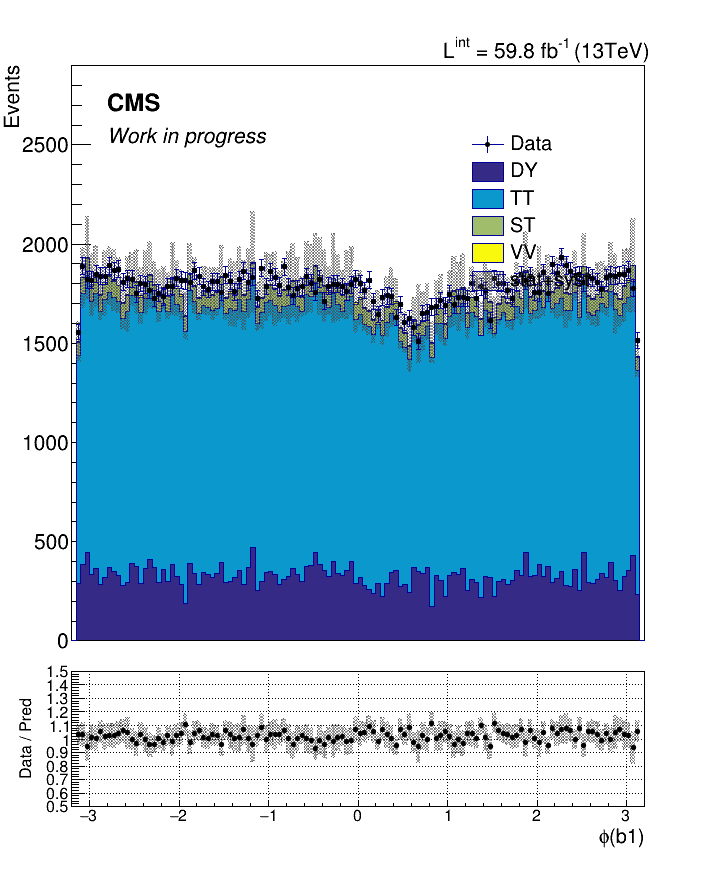 L^int = 59.8 fb^-1 (13TeV)
Events
CMS
Work in progress
Data
DY
TT
ST
VV
2500
2000
1500
1000
500
0
Data / Pred
1.5
1.4
1.3
1.2
1.1
1
0.9
0.8
0.7
0.6
0.5
−3 −2 −1 0 1 2 3
ϕ(b1)